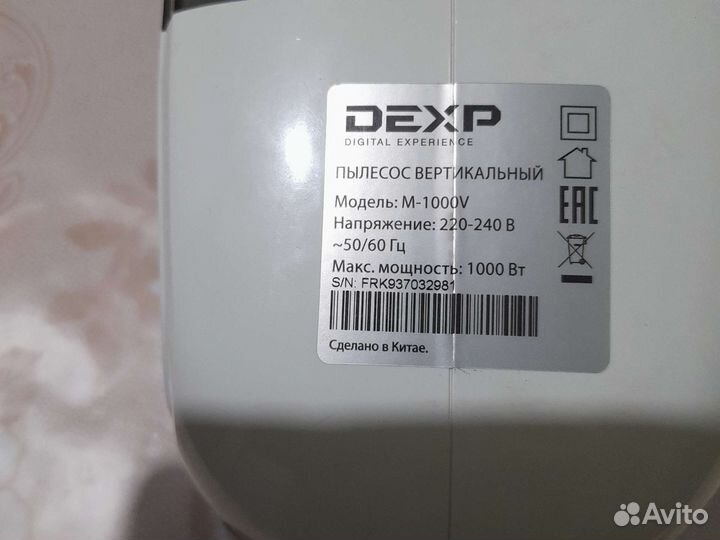 DEXP
DIGITAL EXPERIENCE
ПЫЛЕСОС ВЕРТИКАЛЬНЫЙ
Модель: M-1000V
Напряжение: 220-240 В
~50/60 Гц
Макс. мощность: 1000 Вт
S/N: FRK937032981
Сделано в Китае.
EAC
Avito